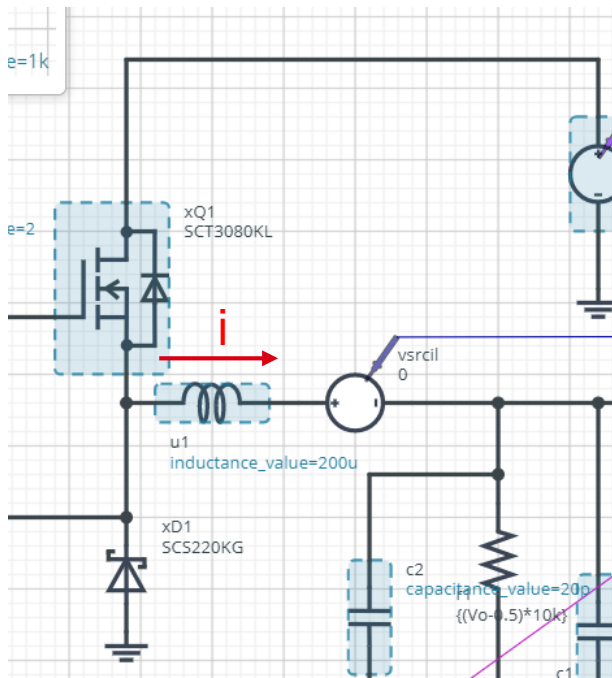 e=1k
xQ1
SCT3080KL
e=2
i
vsrcil
0
u1
inductance_value=200u
xD1
SCS220KG
c2
capacitance_value=20p
{(Vo-0.5)*10k}
c1